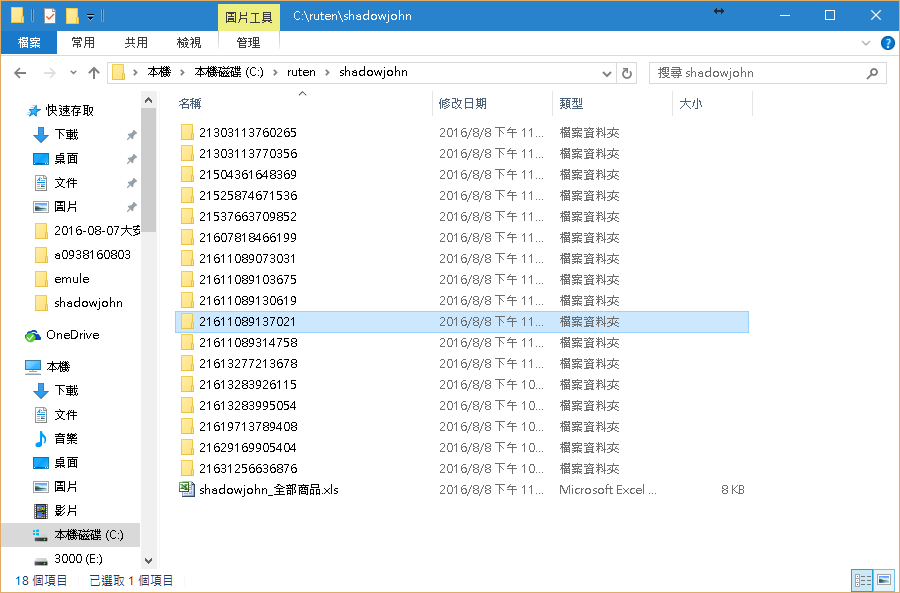 圖片工具 C:\ruten\shadowjohn
檔案 常用 共用 檢視 管理
本機 本機磁碟 (C:) ruten shadowjohn 搜尋 shadowjohn
名稱 修改日期 類型 大小
快速存取
下載
桌面
文件
圖片
2016-08-07大安
a0938160803
emule
shadowjohn
OneDrive
本機
下載
文件
音樂
桌面
圖片
影片
本機磁碟 (C:)
3000 (E:)
21303113760265 2016/8/8 下午 11... 檔案資料夾
21303113770356 2016/8/8 下午 11... 檔案資料夾
21504361648369 2016/8/8 下午 11... 檔案資料夾
21525874671536 2016/8/8 下午 11... 檔案資料夾
21537663709852 2016/8/8 下午 11... 檔案資料夾
21607818466199 2016/8/8 下午 11... 檔案資料夾
21611089073031 2016/8/8 下午 11... 檔案資料夾
21611089103675 2016/8/8 下午 11... 檔案資料夾
21611089130619 2016/8/8 下午 11... 檔案資料夾
21611089137021 2016/8/8 下午 11... 檔案資料夾
21611089314758 2016/8/8 下午 11... 檔案資料夾
21613277213678 2016/8/8 下午 11... 檔案資料夾
21613283926115 2016/8/8 下午 10... 檔案資料夾
21613283995054 2016/8/8 下午 10... 檔案資料夾
21619713789408 2016/8/8 下午 10... 檔案資料夾
21629169905404 2016/8/8 下午 10... 檔案資料夾
21631256636876 2016/8/8 下午 10... 檔案資料夾
shadowjohn_全部商品.xls 2016/8/8 下午 11... Microsoft Excel ... 8 KB
18 個項目 已選取 1 個項目